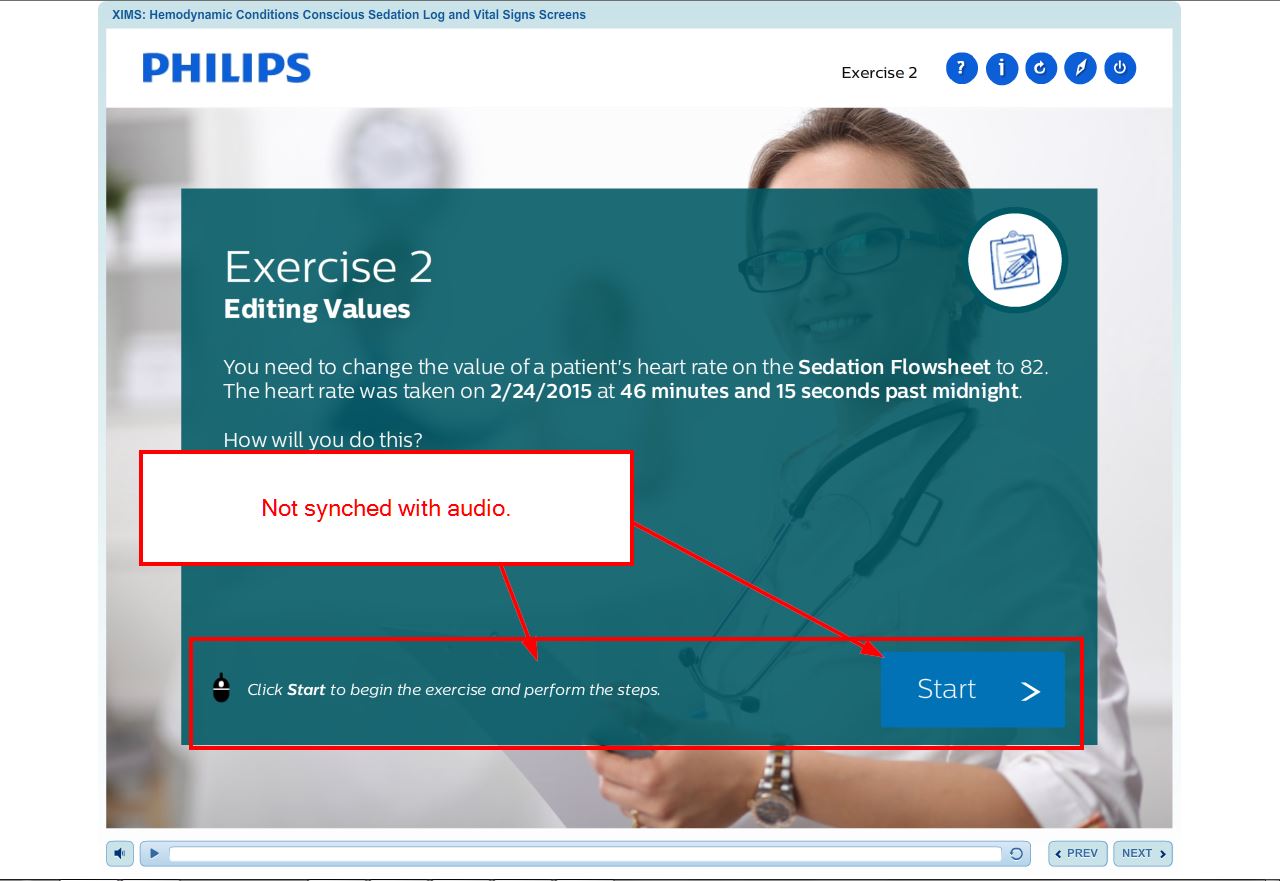 XIMS: Hemodynamic Conditions Conscious Sedation Log and Vital Signs Screens
PHILIPS
Exercise 2
Exercise 2
Editing Values
You need to change the value of a patient's heart rate on the Sedation Flowsheet to 82.
The heart rate was taken on 2/24/2015 at 46 minutes and 15 seconds past midnight.
How will you do this?
Not synched with audio.
Click Start to begin the exercise and perform the steps.
Start
PREV
NEXT